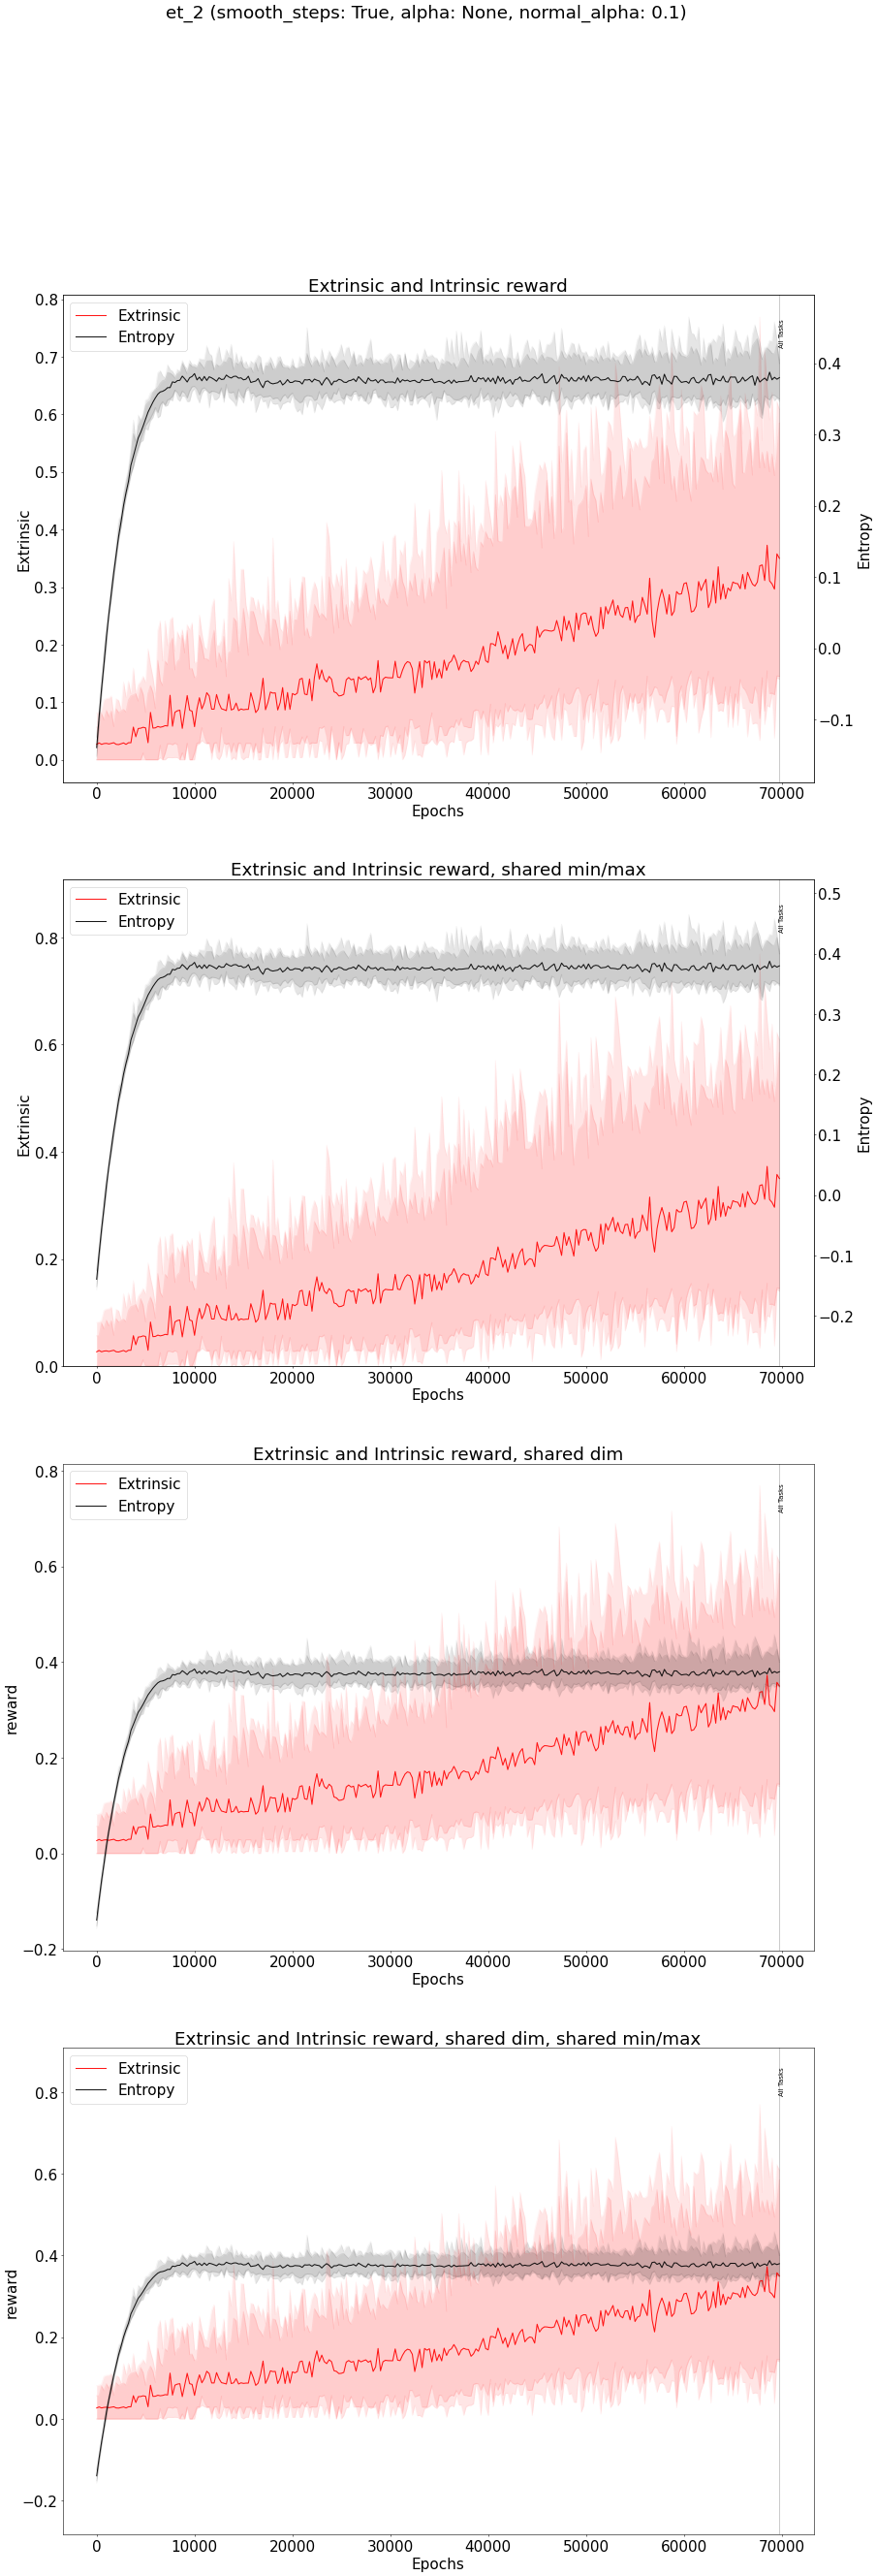 et_2 (smooth_steps: True, alpha: None, normal_alpha: 0.1)
Extrinsic and Intrinsic reward
Extrinsic
Entropy
All Tasks
0.8
0.7
0.6
0.5
0.4
0.3
0.2
0.1
0.0
Extrinsic
0.4
0.3
0.2
0.1
0.0
−0.1
Entropy
0 10000 20000 30000 40000 50000 60000 70000
Epochs
Extrinsic and Intrinsic reward, shared min/max
Extrinsic
Entropy
All Tasks
0.8
0.6
0.4
0.2
0.0
Extrinsic
0.5
0.4
0.3
0.2
0.1
0.0
−0.1
−0.2
Entropy
0 10000 20000 30000 40000 50000 60000 70000
Epochs
Extrinsic and Intrinsic reward, shared dim
Extrinsic
Entropy
All Tasks
0.8
0.6
0.4
0.2
0.0
−0.2
reward
0 10000 20000 30000 40000 50000 60000 70000
Epochs
Extrinsic and Intrinsic reward, shared dim, shared min/max
Extrinsic
Entropy
All Tasks
0.8
0.6
0.4
0.2
0.0
−0.2
reward
0 10000 20000 30000 40000 50000 60000 70000
Epochs